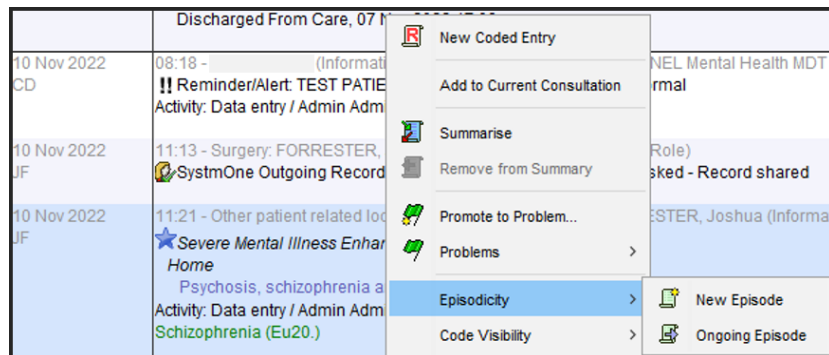 Discharged From Care, 07
10 Nov 2022
CD
08:18 - (Informati
NEL Mental Health MDT
!! Reminder/Alert: TEST PATIE
rmal
Activity: Data entry / Admin Adm
10 Nov 2022
JF
11:13 - Surgery: FORRESTER,
Role)
SystmOne Outgoing Record
sked - Record shared
10 Nov 2022
JF
11:21 - Other patient related loc
ESTER, Joshua (Informa
Severe Mental Illness Enhar
Home
Psychosis, schizophrenia a
Activity: Data entry / Admin Adm
Schizophrenia (Eu20.)
New Coded Entry
Add to Current Consultation
Summarise
Remove from Summary
Promote to Problem...
Problems
Episodicity
Code Visibility
New Episode
Ongoing Episode